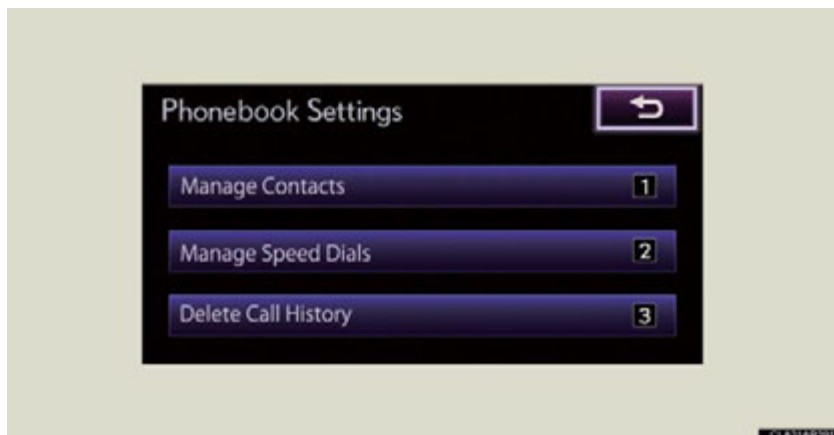 Phonebook Settings
Manage Contacts 1
Manage Speed Dials 2
Delete Call History 3